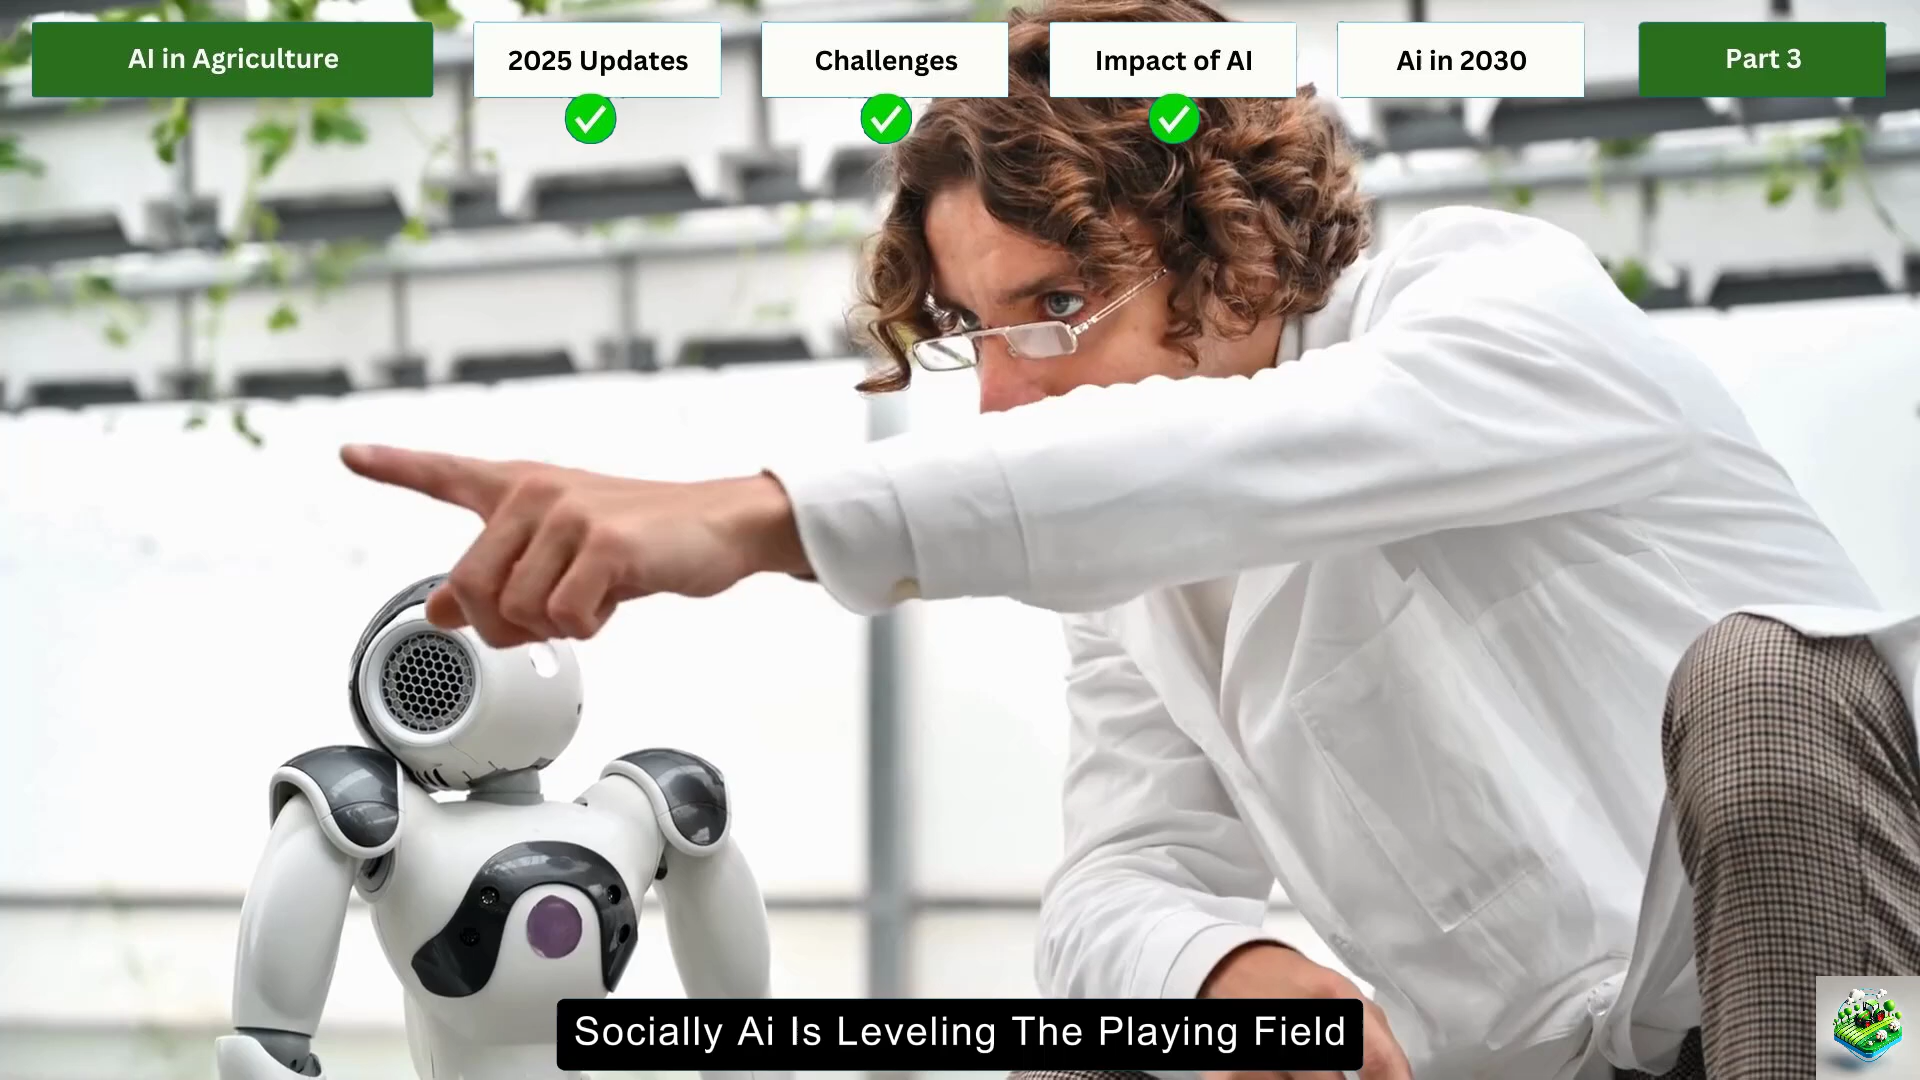 AI in Agriculture
2025 Updates
Challenges
Impact of AI
Ai in 2030
Part 3
Socially Ai Is Leveling The Playing Field